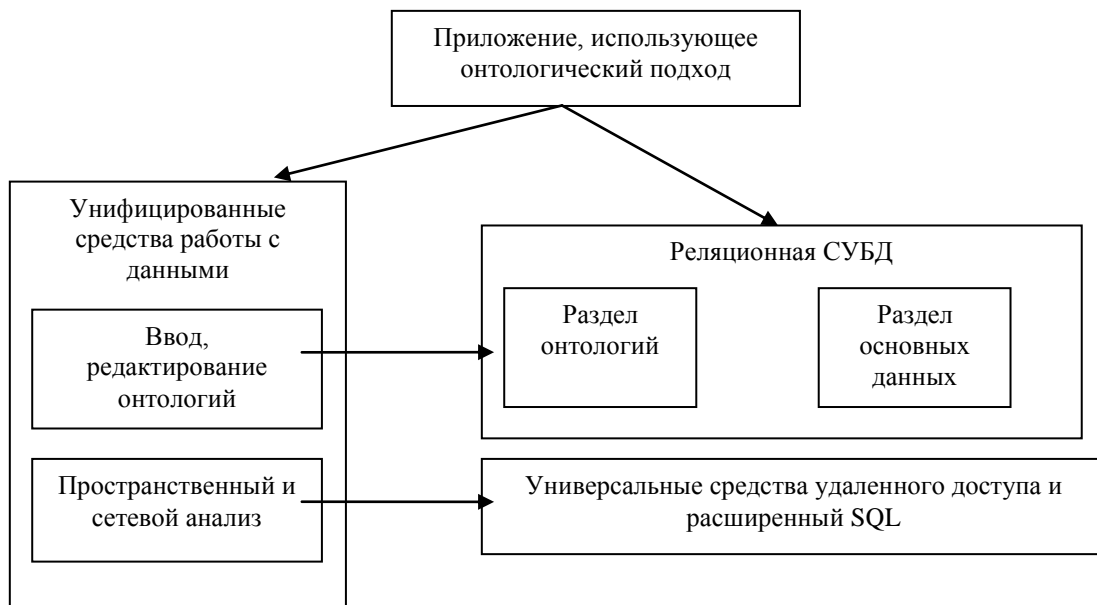 Приложение, использующее
онтологический подход
Унифицированные
средства работы с
данными
Ввод,
редактирование
онтологий
Пространственный и
сетевой анализ
Реляционная СУБД
Раздел
онтологий
Раздел
основных
данных
Универсальные средства удаленного доступа и
расширенный SQL